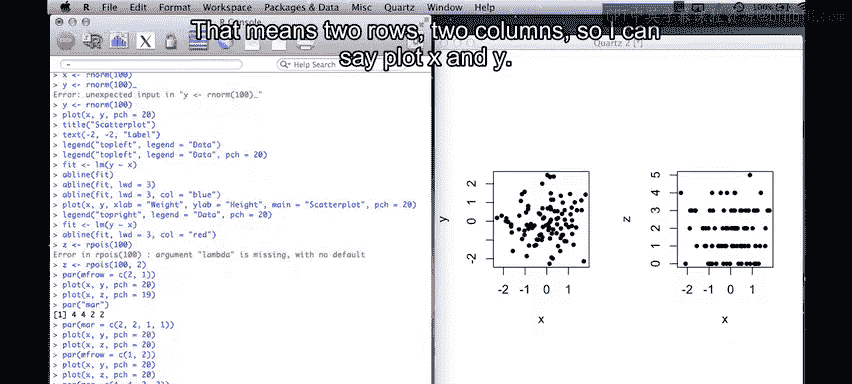 R Edit Format Workspace Packages & Data Misc Quartz Window Help
R Console
Quartz 2
That means two rows, two columns, so I can
say plot x and y.
Help Search
> x <- rnorm(100)
> y <- rnorm(100)_
Error: unexpected input in "y <- rnorm(100)_"
> y <- rnorm(100)
> plot(x, y, pch = 20)
> title("Scatterplot")
> text(-2, -2, "Label")
> legend("topleft", legend = "Data")
> legend("topleft", legend = "Data", pch = 20)
> fit <- lm(y ~ x)
> abline(fit)
> abline(fit, lwd = 3)
> abline(fit, lwd = 3, col = "blue")
> plot(x, y, xlab = "Weight", ylab = "Height", main = "Scatterplot", pch = 20)
> legend("topright", legend = "Data", pch = 20)
> fit <- lm(y ~ x)
> abline(fit, lwd = 3, col = "red")
> z <- rpois(100)
Error in rpois(100) : argument "lambda" is missing, with no default
> z <- rpois(100, 2)
> par(mfrow = c(2, 1))
> plot(x, y, pch = 20)
> plot(x, z, pch = 19)
> par("mar")
[1] 4 4 2 2
> par(mar = c(2, 2, 1, 1))
> plot(x, y, pch = 20)
> plot(x, z, pch = 20)
> par(mfrow = c(1, 2))
> plot(x, y, pch = 20)
> plot(x, z, pch = 20)
y
2
1
0
-2
-2 -1 0 1
x
z
5
4
3
2
1
0
-2 -1 0 1
x